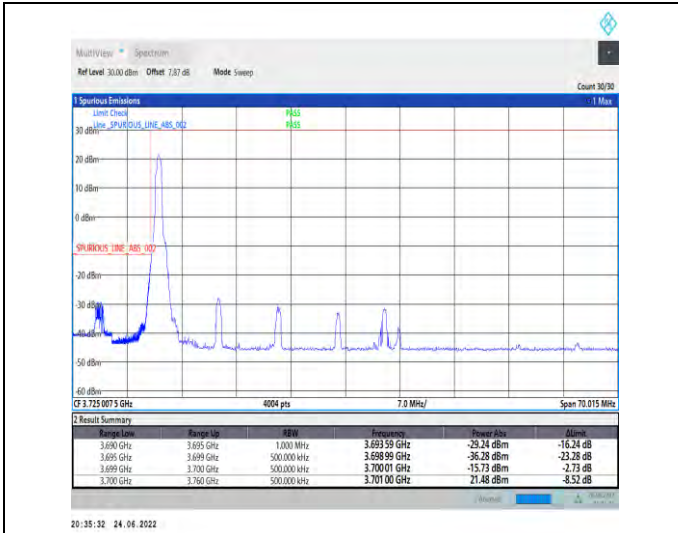 MultiView Spectrum
Ref Level 30.00 dBm Offset 7.87 dB Mode Sweep
Count 30/30
1 Spurious Emissions 1 Max
Limit Check PASS
Line _SPURIOUS_LINE_ABS_002 PASS
30 dBm
20 dBm
10 dBm
0 dBm
_SPURIOUS_LINE_ABS_002
-20 dBm
-30 dBm
-40 dBm
-50 dBm
-60 dBm
CF 3.725 007 5 GHz 4004 pts 7.0 MHz/ Span 70.015 MHz
2 Result Summary
Range Low Range Up RBW Frequency Power Abs ΔLimit
3.690 GHz 3.695 GHz 1.000 MHz 3.693 59 GHz -29.24 dBm -16.24 dB
3.695 GHz 3.699 GHz 500.000 kHz 3.698 99 GHz -36.28 dBm -23.28 dB
3.699 GHz 3.700 GHz 500.000 kHz 3.700 01 GHz -15.73 dBm -2.73 dB
3.700 GHz 3.760 GHz 500.000 kHz 3.701 00 GHz 21.48 dBm -8.52 dB
20:35:32 24.06.2022